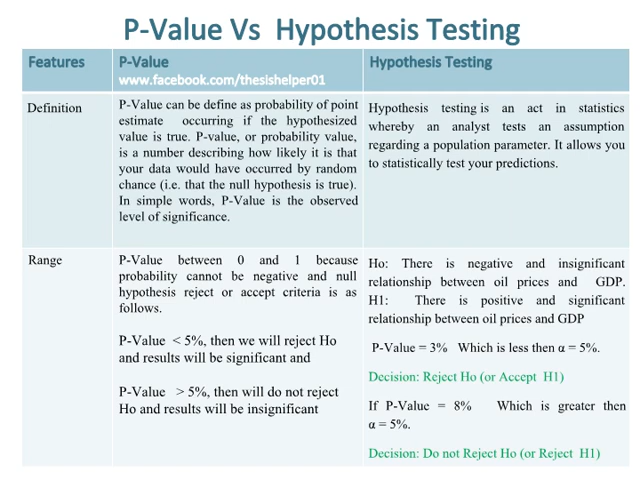 P-Value Vs Hypothesis Testing
Features
P-Value
www.facebook.com/thesishelper01
Hypothesis Testing
Definition
P-Value can be define as probability of point
estimate occurring if the hypothesized
value is true. P-value, or probability value,
is a number describing how likely it is that
your data would have occurred by random
chance (i.e. that the null hypothesis is true).
In simple words, P-Value is the observed
level of significance.
Hypothesis testing is an act in statistics
whereby an analyst tests an assumption
regarding a population parameter. It allows you
to statistically test your predictions.
Range
P-Value between 0 and 1 because
probability cannot be negative and null
hypothesis reject or accept criteria is as
follows.
P-Value < 5%, then we will reject Ho
and results will be significant and
P-Value > 5%, then will do not reject
Ho and results will be insignificant
Ho: There is negative and insignificant
relationship between oil prices and GDP.
H1: There is positive and significant
relationship between oil prices and GDP
P-Value = 3% Which is less then α = 5%.
Decision: Reject Ho (or Accept H1)
If P-Value = 8% Which is greater then
α = 5%.
Decision: Do not Reject Ho (or Reject H1)